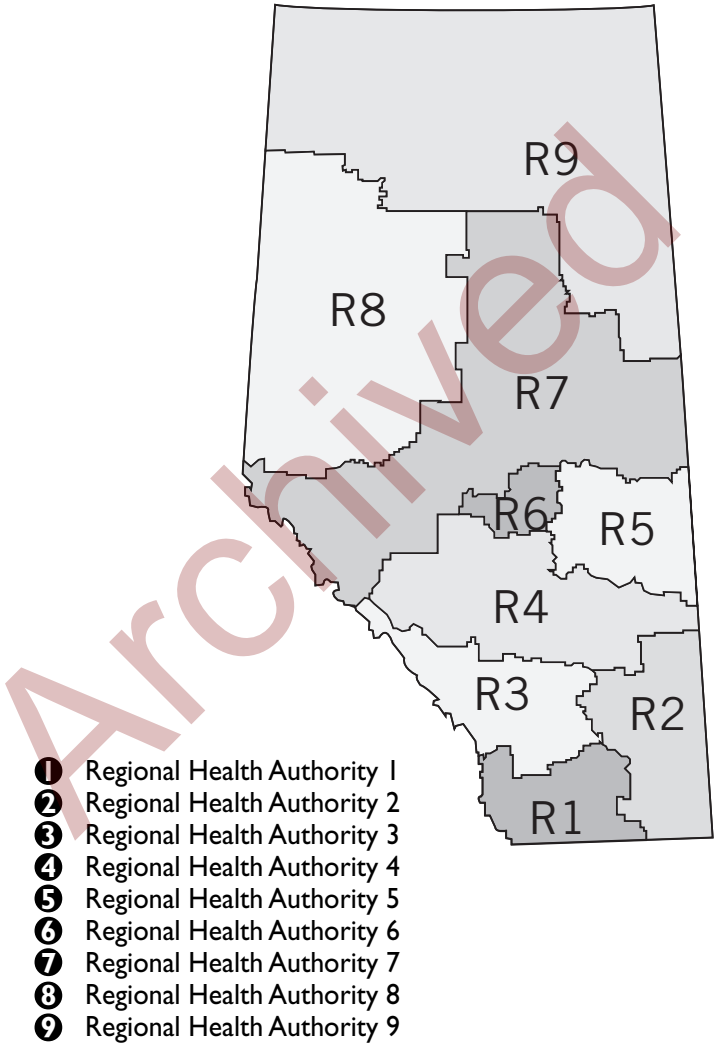 R9
R8
R7
R6
R5
R4
R3
R2
R1
Archived
1 Regional Health Authority 1
2 Regional Health Authority 2
3 Regional Health Authority 3
4 Regional Health Authority 4
5 Regional Health Authority 5
6 Regional Health Authority 6
7 Regional Health Authority 7
8 Regional Health Authority 8
9 Regional Health Authority 9